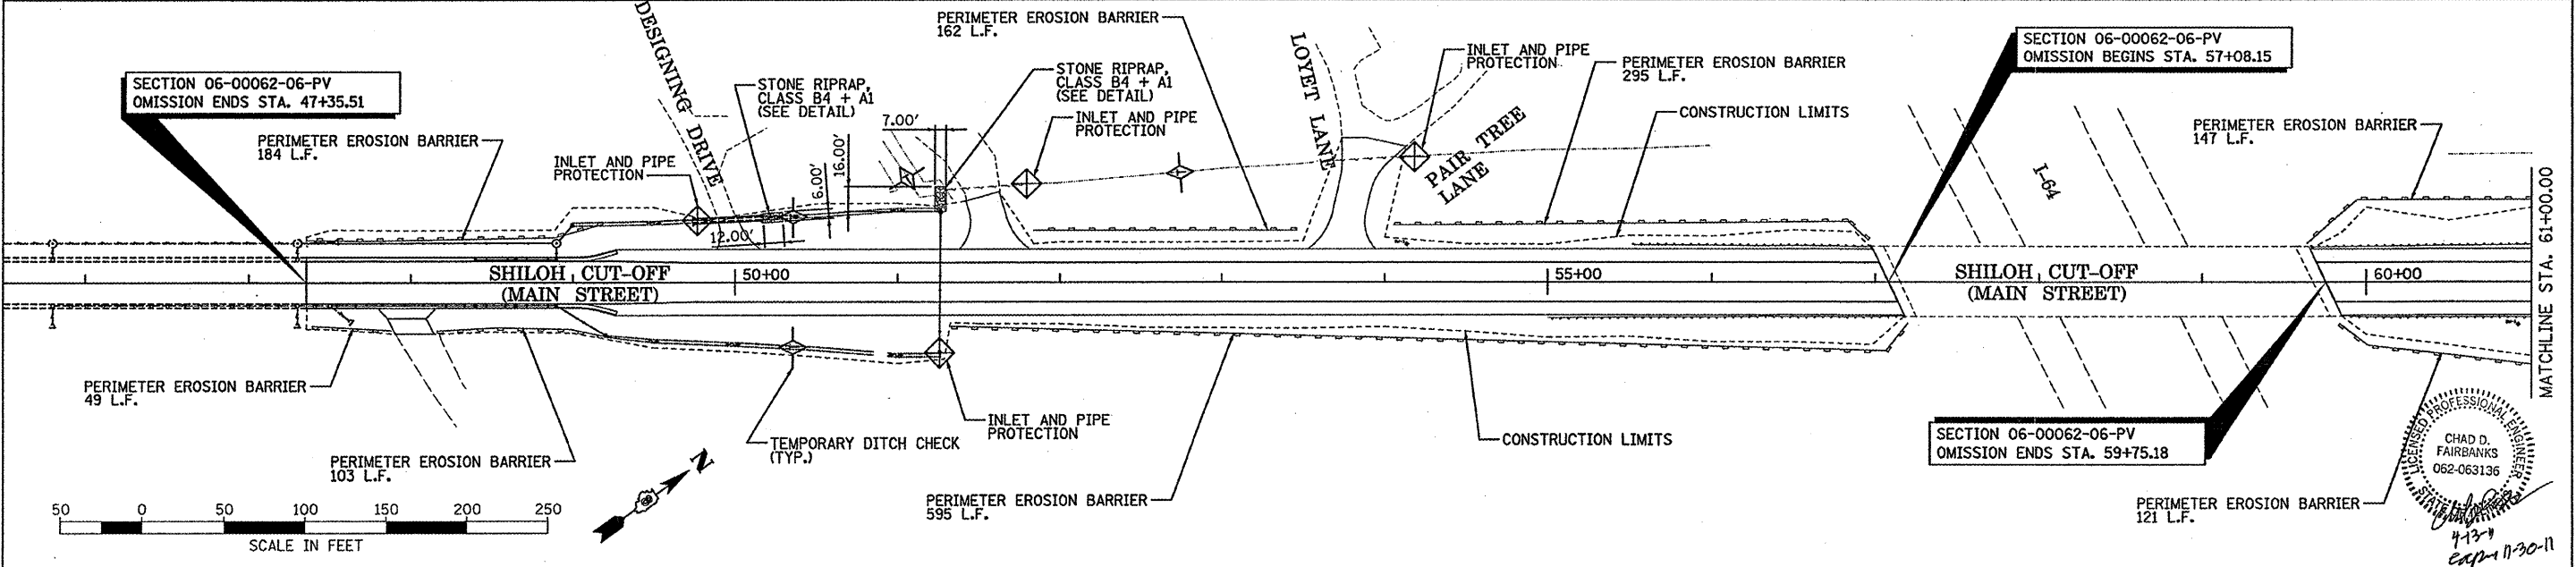 PERIMETER EROSION BARRIER
162 L.F.
DESIGNING DRIVE
LOYET LANE
SECTION 06-00062-06-PV
OMISSION BEGINS STA. 57+08.15
INLET AND PIPE
PROTECTION
PERIMETER EROSION BARRIER
295 L.F.
STONE RIPRAP,
CLASS B4 + A1
(SEE DETAIL)
STONE RIPRAP,
CLASS B4 + A1
(SEE DETAIL)
SECTION 06-00062-06-PV
OMISSION ENDS STA. 47+35.51
CONSTRUCTION LIMITS
7.00'
INLET AND PIPE
PROTECTION
PERIMETER EROSION BARRIER
147 L.F.
PERIMETER EROSION BARRIER
184 L.F.
16.00'
6.00'
INLET AND PIPE
PROTECTION
PAIR TREE
LANE
I-64
12.00'
MATCHLINE STA. 61+00.00
SHILOH CUT-OFF
(MAIN STREET)
50+00
55+00
SHILOH CUT-OFF
(MAIN STREET)
60+00
PERIMETER EROSION BARRIER
49 L.F.
INLET AND PIPE
PROTECTION
TEMPORARY DITCH CHECK
(TYP.)
CONSTRUCTION LIMITS
SECTION 06-00062-06-PV
OMISSION ENDS STA. 59+75.18
PERIMETER EROSION BARRIER
103 L.F.
N
PERIMETER EROSION BARRIER
595 L.F.
PERIMETER EROSION BARRIER
121 L.F.
LICENSED PROFESSIONAL ENGINEER
CHAD D.
FAIRBANKS
062-063136
STATE OF
50 0 50 100 150 200 250
SCALE IN FEET
4-13-11
11-30-11